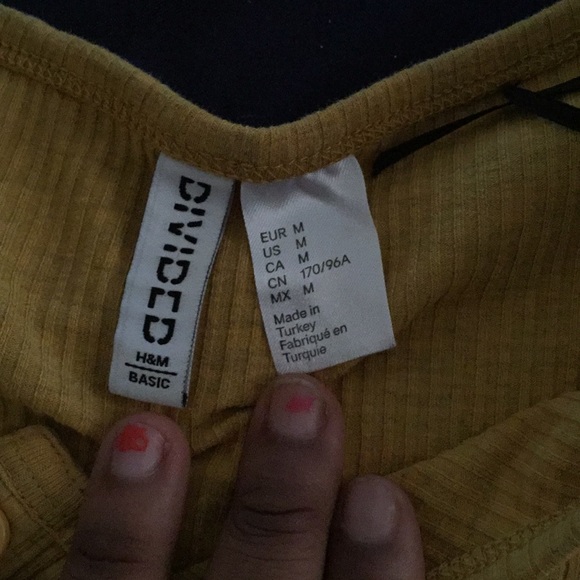 DIVIDED
H&M
BASIC
EUR M
US M
CA M
CN 170/96A
MX M
Made in
Turkey
Fabriqué en
Turquie